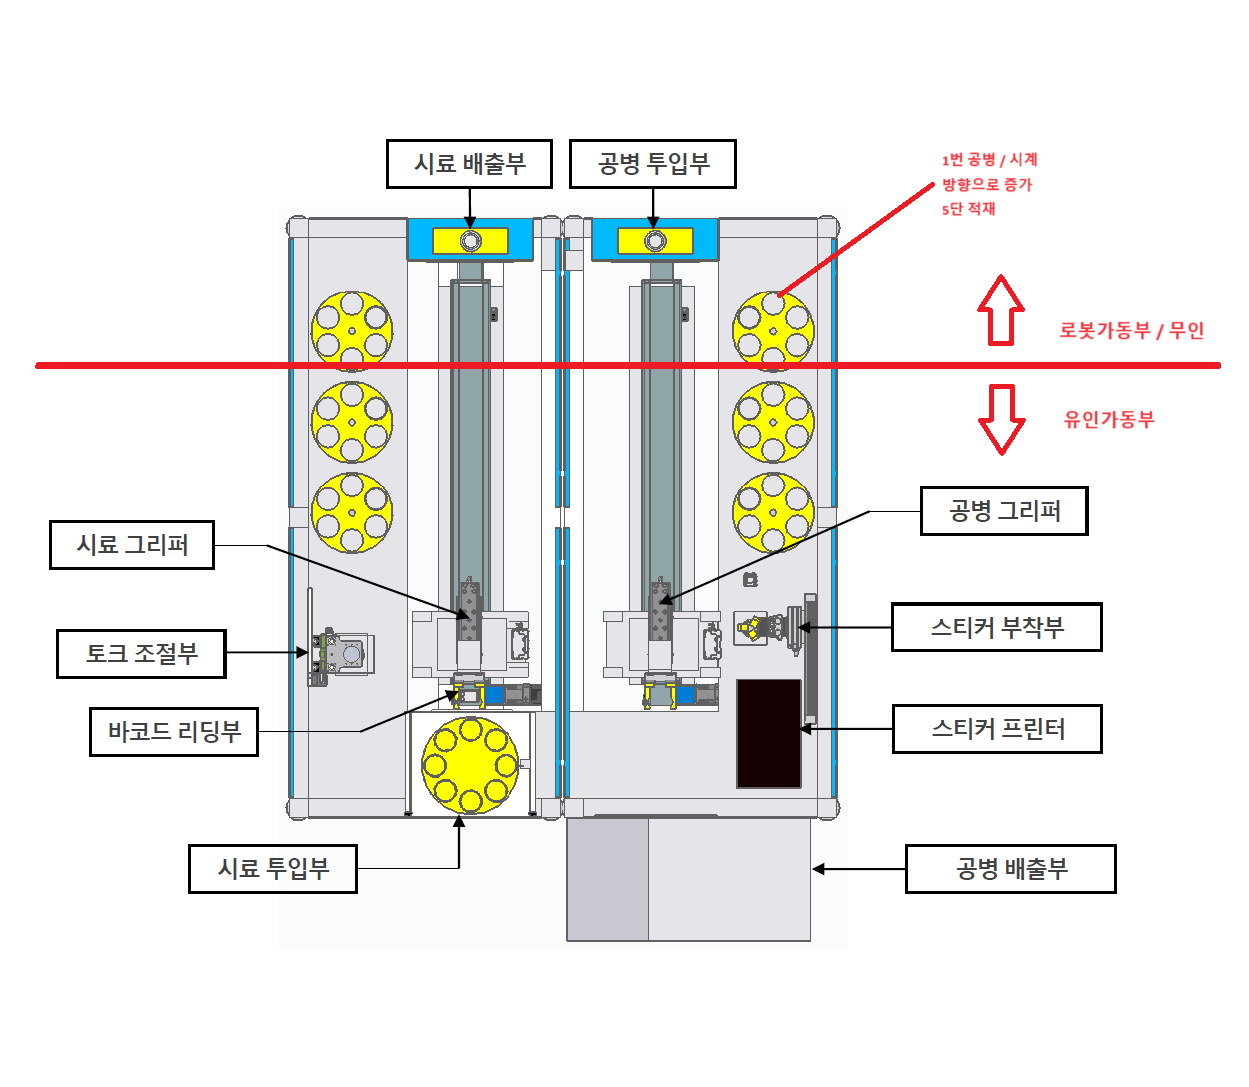 시료 배출부
공병 투입부
1번 공병 / 시계
방향으로 증가
5단 적재
로봇가동부 / 무인
유인가동부
공병 그리퍼
시료 그리퍼
스티커 부착부
토크 조절부
바코드 리딩부
스티커 프린터
시료 투입부
공병 배출부